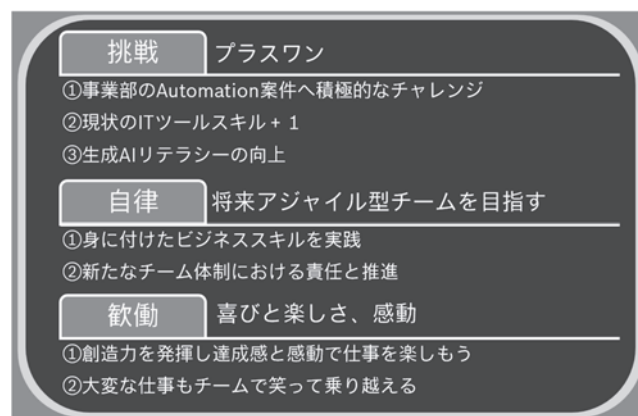 挑戦 プラスワン
①事業部のAutomation案件へ積極的なチャレンジ
②現状のITツールスキル + 1
③生成AIリテラシーの向上
自律 将来アジャイル型チームを目指す
①身に付けたビジネススキルを実践
②新たなチーム体制における責任と推進
歓働 喜びと楽しさ、感動
①創造力を発揮し達成感と感動で仕事を楽しもう
②大変な仕事もチームで笑って乗り越える